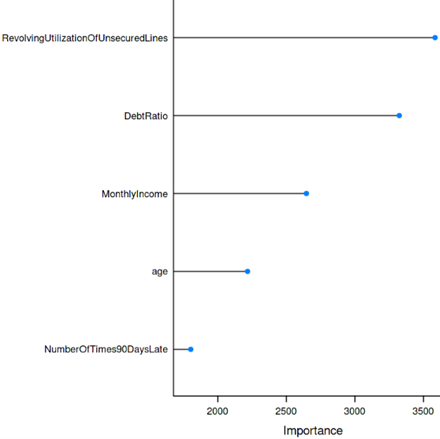 RevolvingUtilizationOfUnsecuredLines
DebtRatio
MonthlyIncome
age
NumberOfTimes90DaysLate
2000 2500 3000 3500
Importance